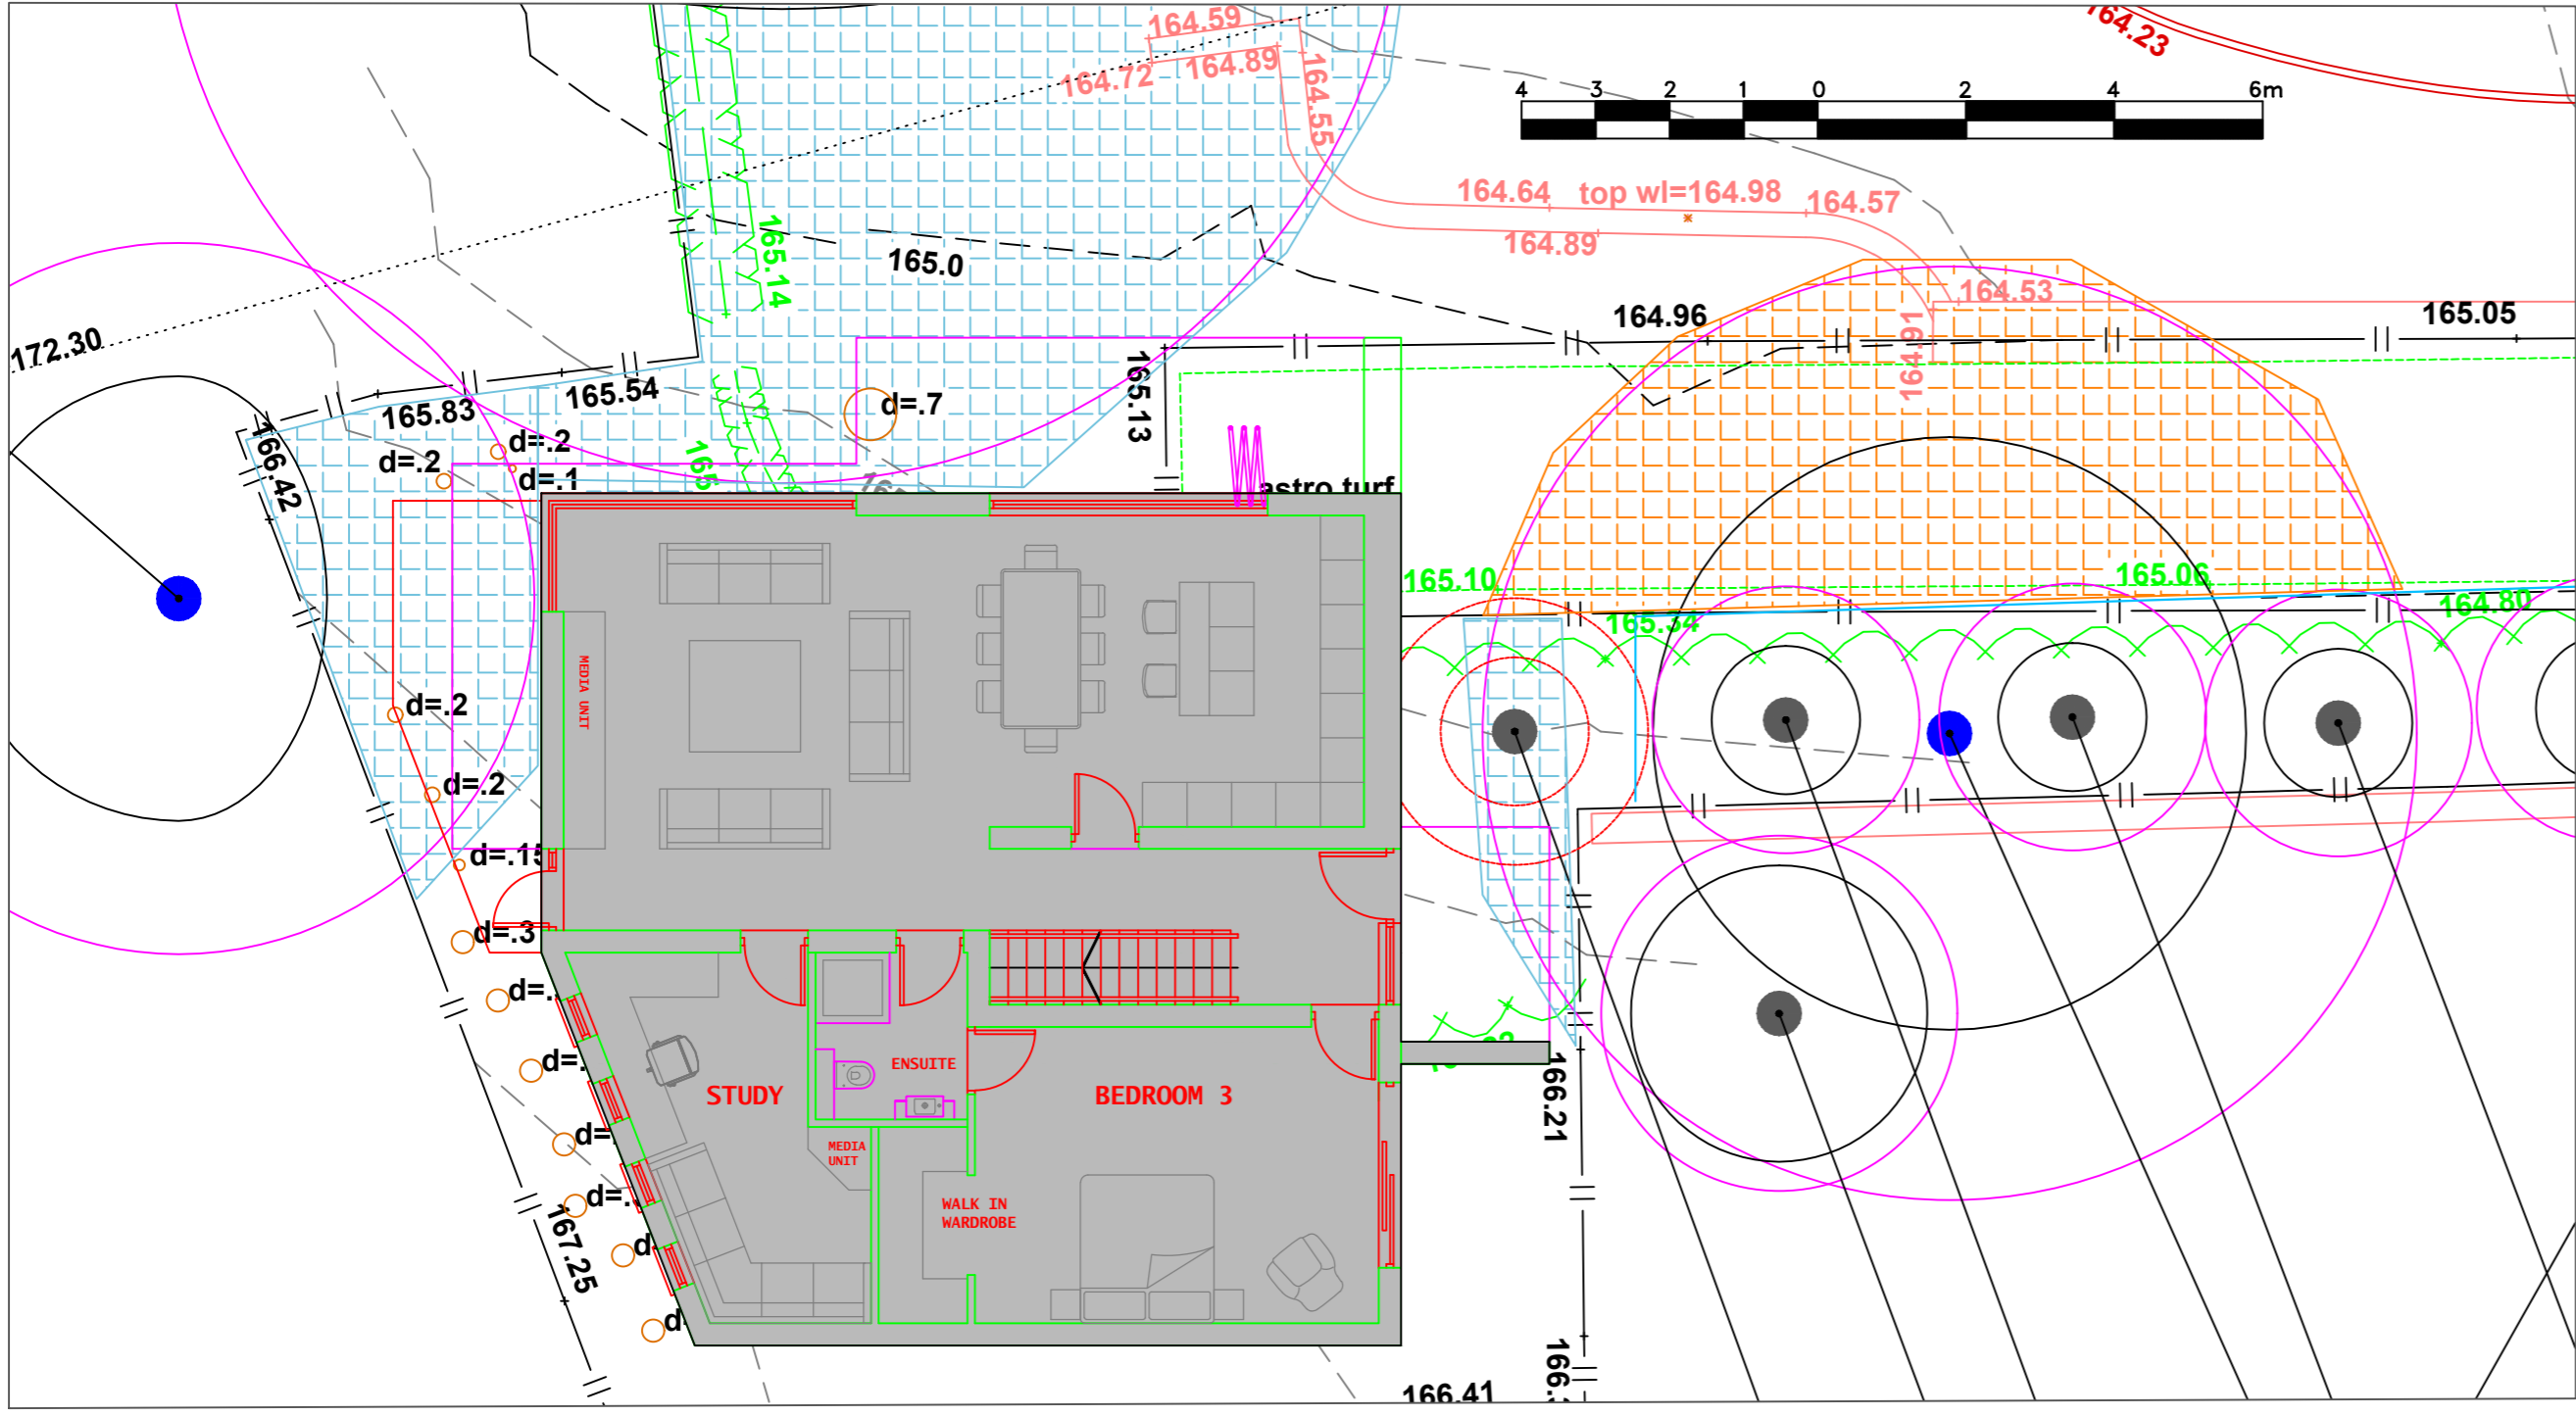 164.59
164.23
164.72
164.89
164.55
4 3 2 1 0 2 4 6m
164.64 top wl=164.98 164.57
164.89
165.14
165.0
164.53
164.96
165.05
164.91
172.30
165.13
165.83
165.54
d=.7
d=.2
d=.2
d=.1
166.42
165
astro turf
165.10
165.06
165.34
164.80
MEDIA UNIT
d=.2
d=.2
d=.15
d=.3
d=.
d=.
d=.
d=.
d
d
STUDY
ENSUITE
BEDROOM 3
MEDIA
UNIT
WALK IN
WARDROBE
166.21
167.25
166.41